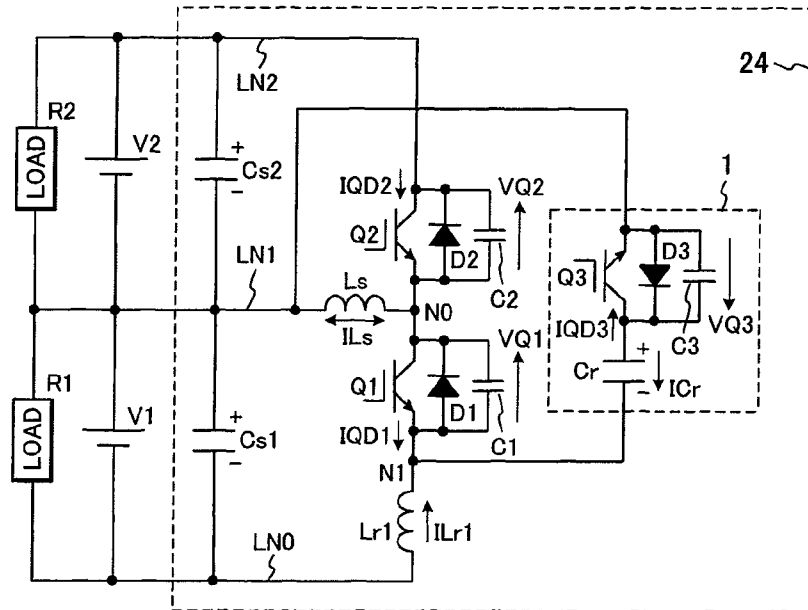 24
LN2
R2
LOAD
V2
+
Cs2
-
IQD2
VQ2
1
Q2
D2
C2
D3
Q3
IQD3
C3
VQ3
LN1
Ls
ILs
N0
VQ1
Cr
+
-
ICr
R1
LOAD
V1
+
Cs1
-
Q1
D1
C1
IQD1
N1
Lr1
ILr1
LN0